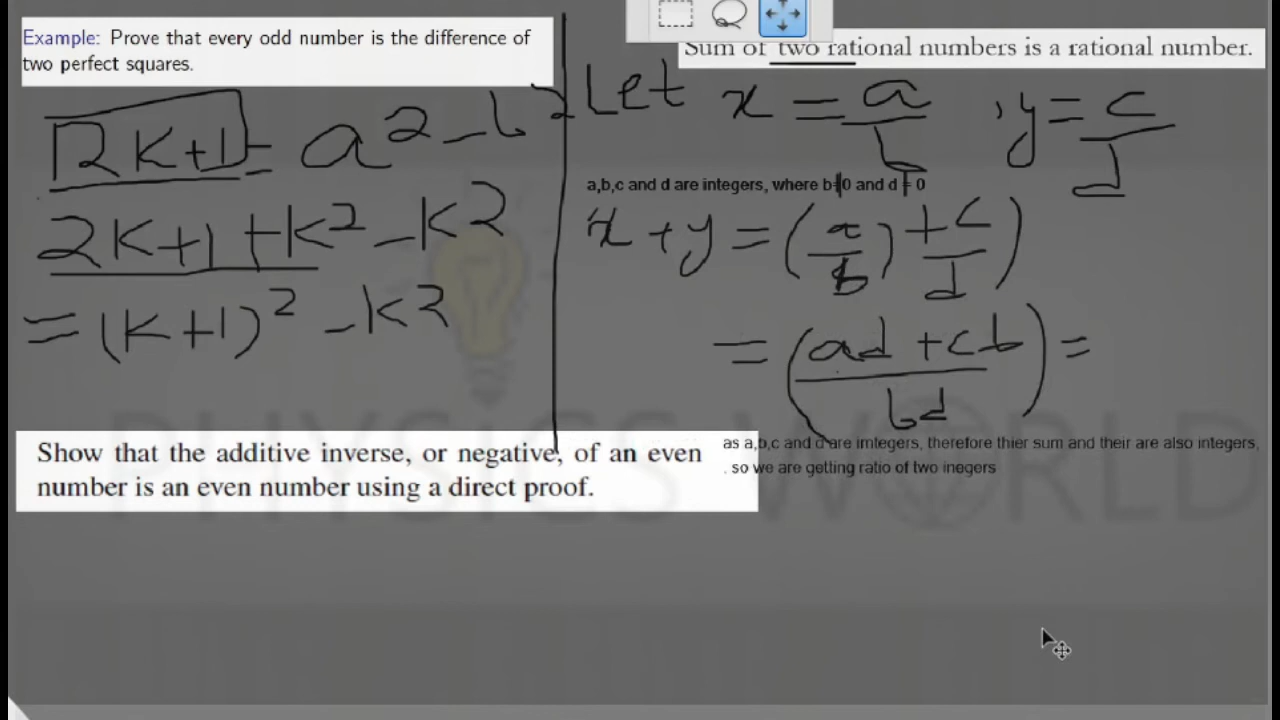 Example: Prove that every odd number is the difference of
two perfect squares.
2K+1 = a² - b²
2K+1 + K² - K²
= (K+1)² - K²
Sum of two rational numbers is a rational number.
Let x = a/b , y = c/d
a,b,c and d are integers, where b≠0 and d ≠ 0
x + y = (a/b) + c/d)
= (ad + cb / bd) =
as a,b,c and d are imtegers, therefore thier sum and their are also integers,
. so we are getting ratio of two inegers
Show that the additive inverse, or negative, of an even
number is an even number using a direct proof.
PHYSICS WORLD